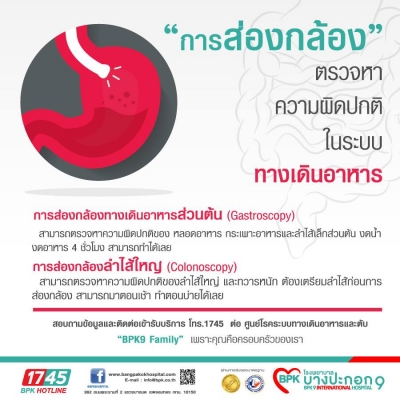 “การส่องกล้อง”
ตรวจหา
ความผิดปกติ
ในระบบ
ทางเดินอาหาร
การส่องกล้องทางเดินอาหารส่วนต้น (Gastroscopy)
สามารถตรวจหาความผิดปกติของ หลอดอาหาร กระเพาะอาหารและลำไส้เล็กส่วนต้น งดน้ำ
งดอาหาร 4 ชั่วโมง สามารถทำได้เลย
การส่องกล้องลำไส้ใหญ่ (Colonoscopy)
สามารถตรวจหาความผิดปกติของลำไส้ใหญ่ และทวารหนัก ต้องเตรียมลำไส้ก่อนการ
ส่องกล้อง สามารถมาตอนเช้า ทำตอนบ่ายได้เลย
สอบถามข้อมูลและติดต่อเข้ารับบริการ โทร.1745 ต่อ ศูนย์โรคระบบทางเดินอาหารและตับ
“BPK9 Family” เพราะคุณคือครอบครัวของเรา
1745
BPK HOTLINE
www.bangpakokhospital.com
E-mail : info@bpk.co.th
BPK
โรงพยาบาล
บางปะกอก 9
BPK 9 INTERNATIONAL HOSPITAL